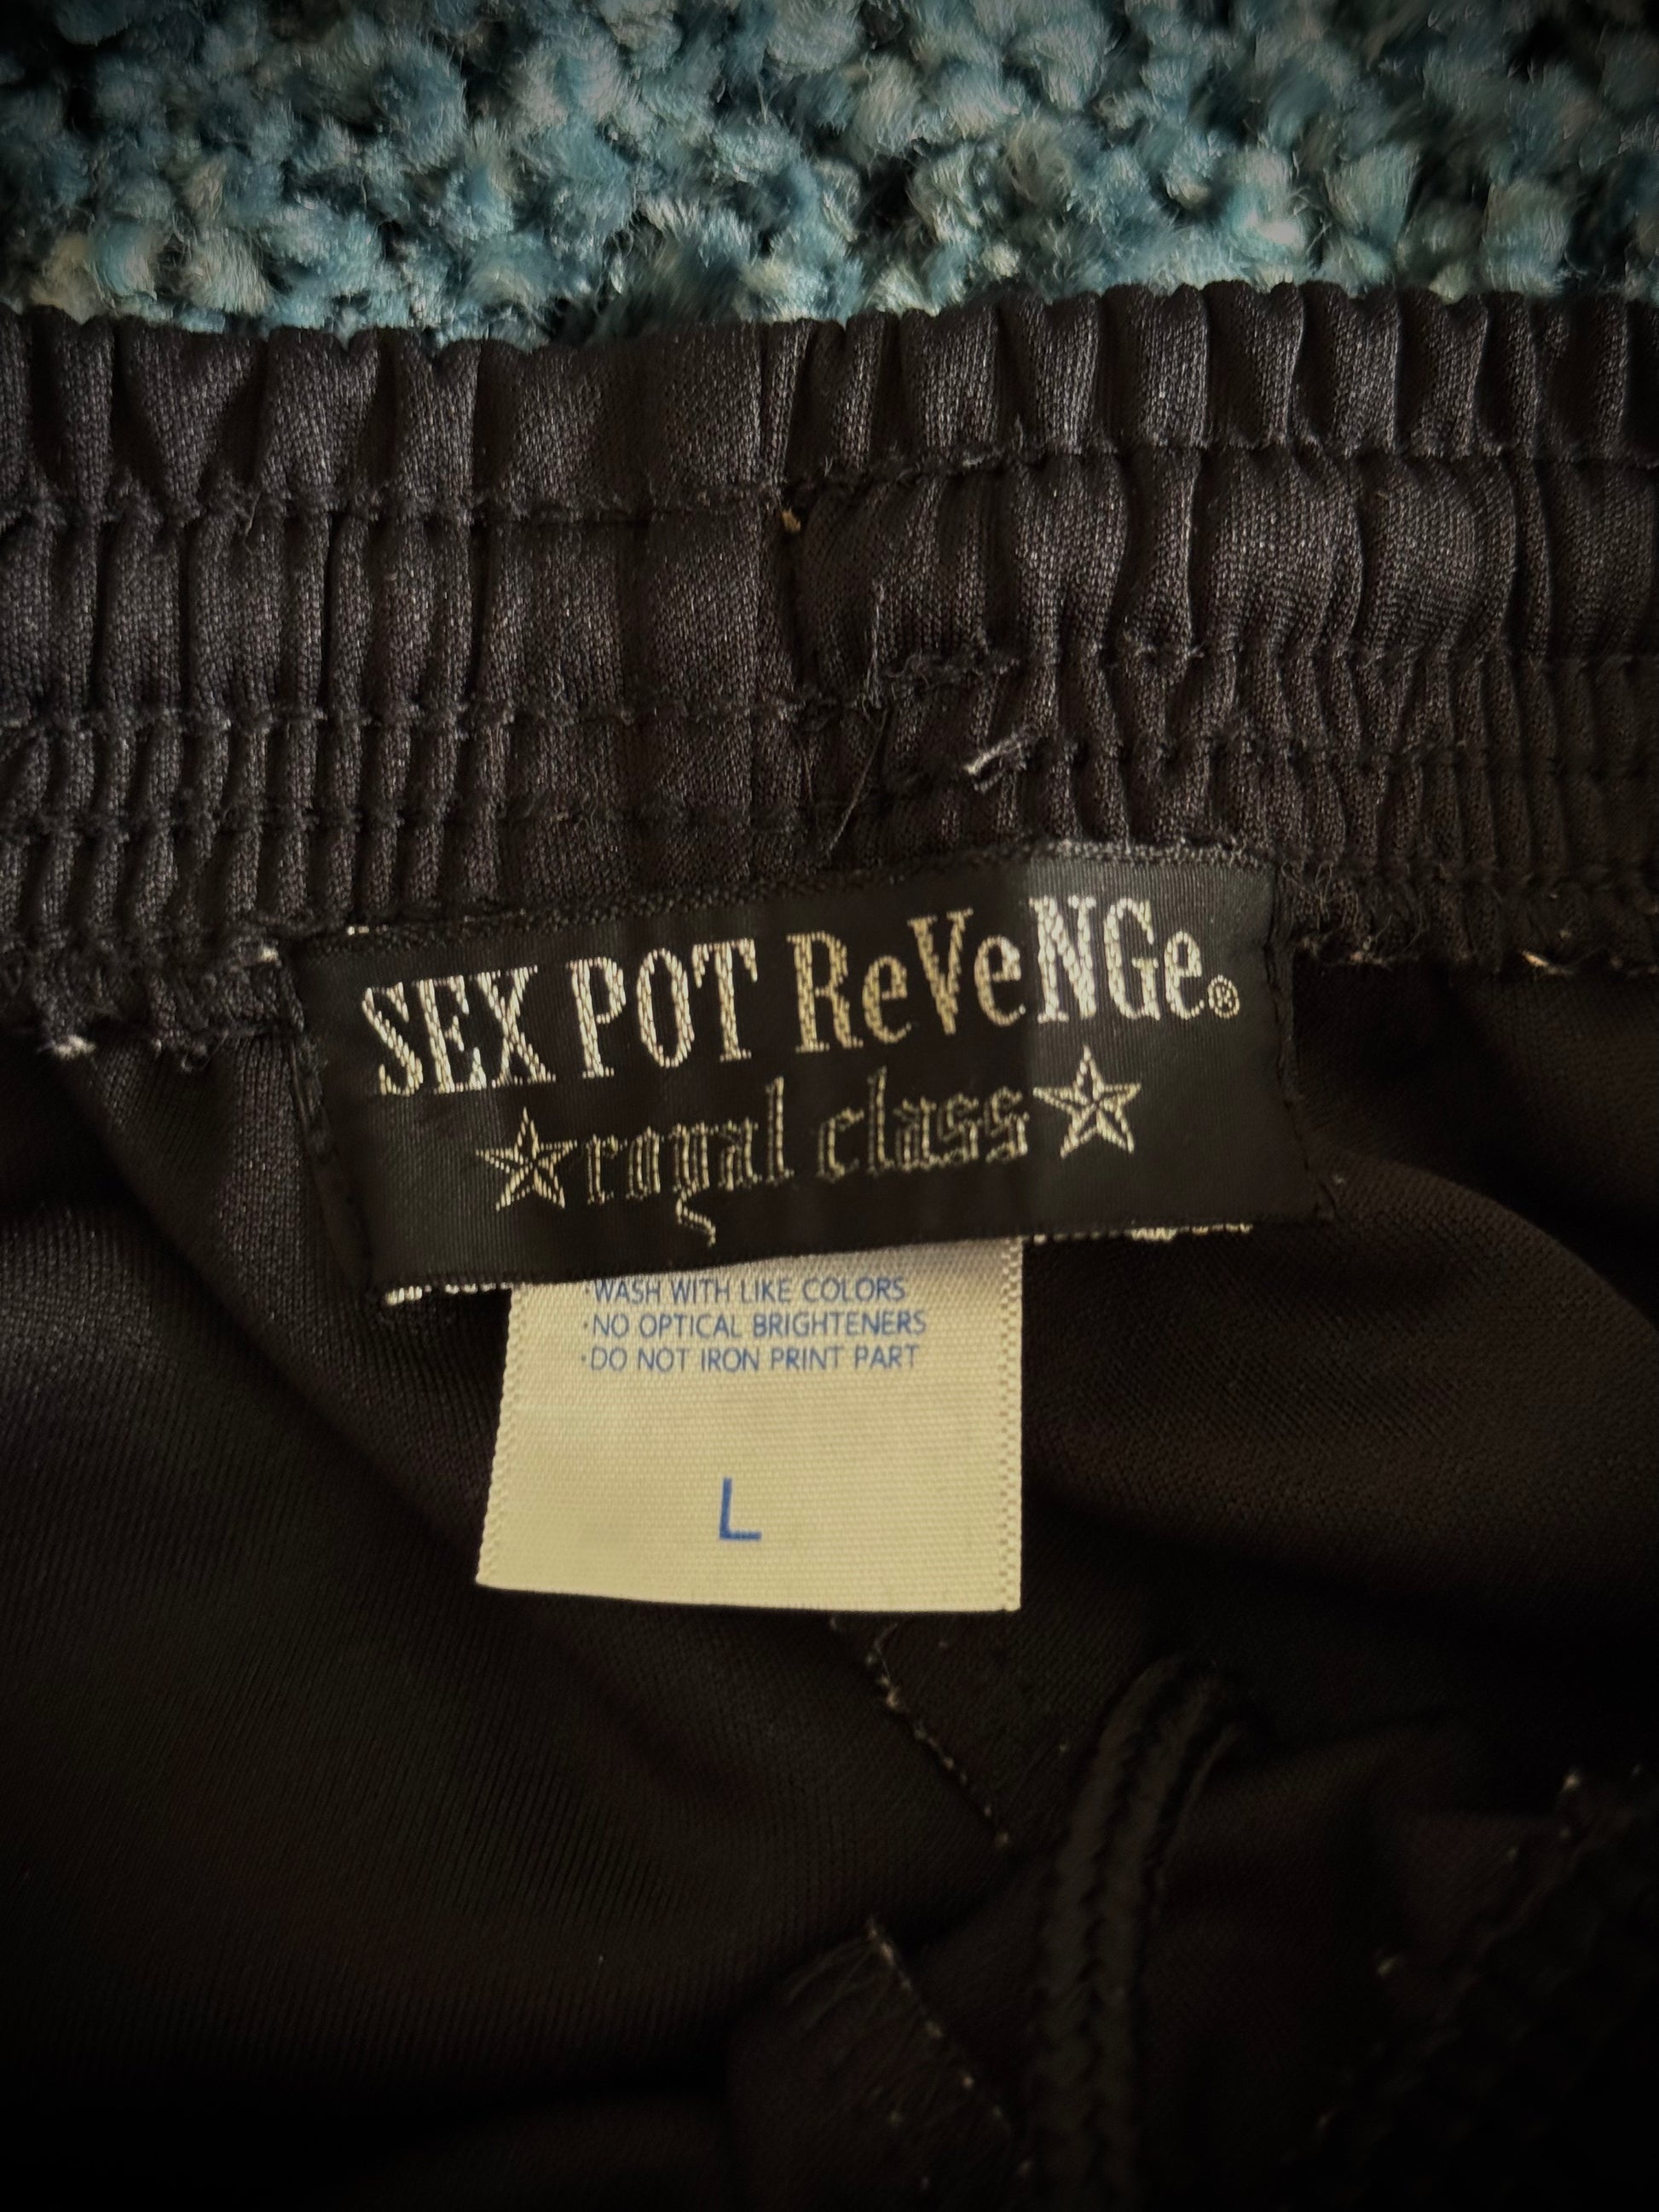 SEX POT ReVeNGe®
★royal class★
·WASH WITH LIKE COLORS
·NO OPTICAL BRIGHTENERS
·DO NOT IRON PRINT PART
L